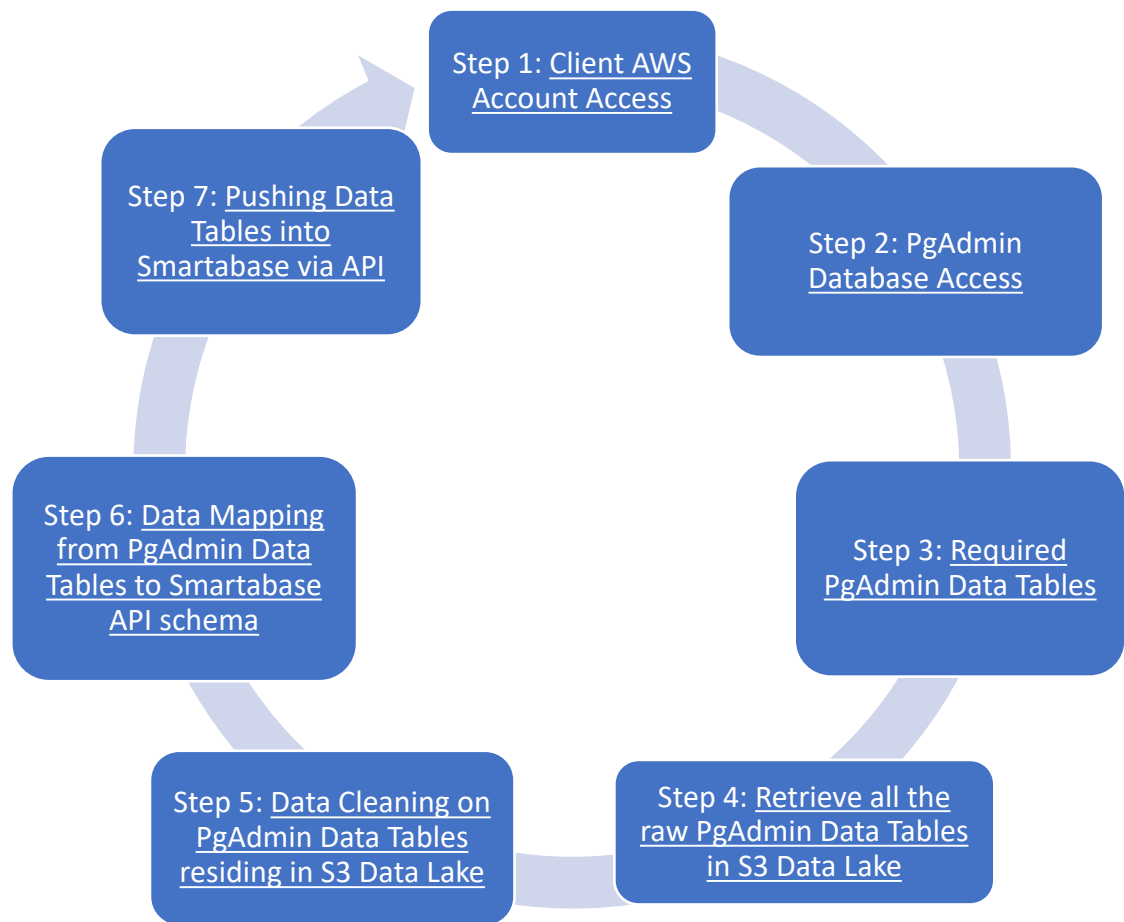 Step 1: Client AWS
Account Access
Step 2: PgAdmin
Database Access
Step 3: Required
PgAdmin Data Tables
Step 4: Retrieve all the
raw PgAdmin Data Tables
in S3 Data Lake
Step 5: Data Cleaning on
PgAdmin Data Tables
residing in S3 Data Lake
Step 6: Data Mapping
from PgAdmin Data
Tables to Smartabase
API schema
Step 7: Pushing Data
Tables into
Smartabase via API